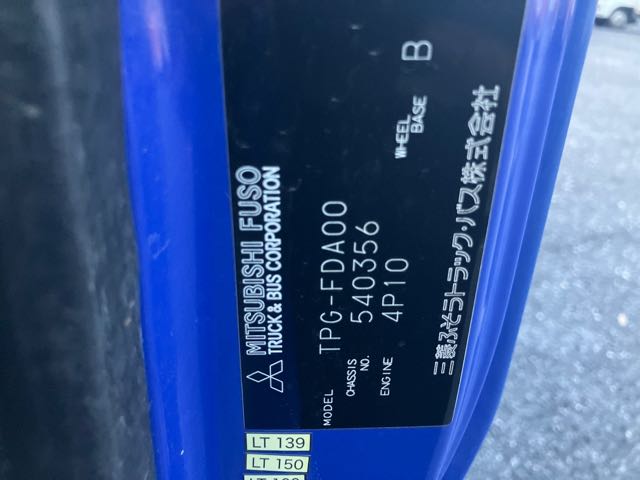 MITSUBISHI FUSO
TRUCK & BUS CORPORATION
MODEL TPG-FDA00
CHASSIS NO. 540356
ENGINE 4P10
WHEEL BASE B
三菱ふそうトラック・バス株式会社
LT 139
LT 150